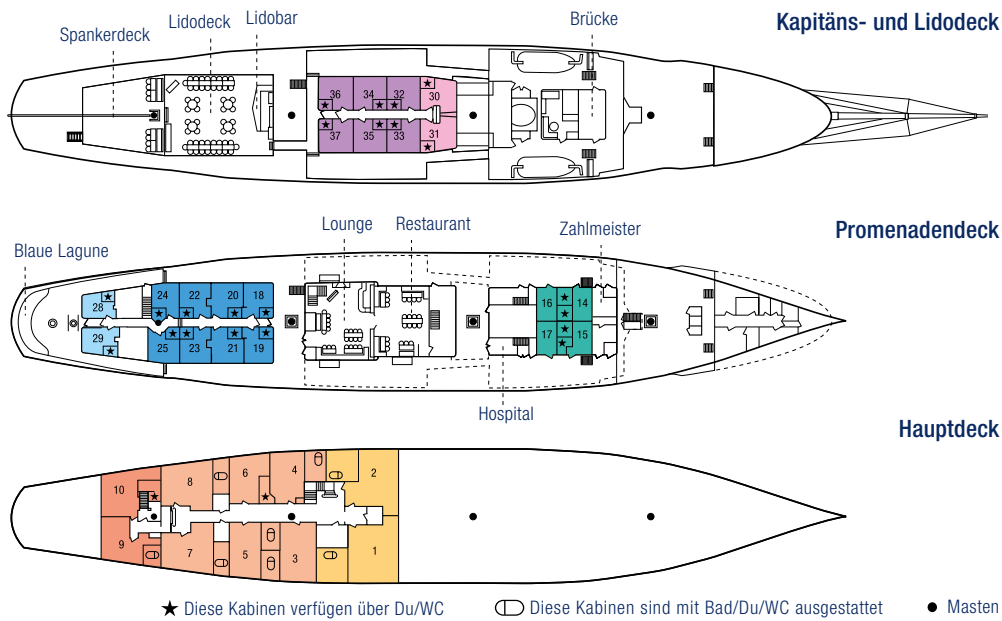 Kapitäns- und Lidodeck
Spankerdeck
Lidodeck
Lidobar
Brücke
36 34 32 30
37 35 33 31
Promenadendeck
Blaue Lagune
Lounge
Restaurant
Zahlmeister
28 24 22 20 18 16 14
29 25 23 21 19 17 15
Hospital
Hauptdeck
10 8 6 4 2
9 7 5 3 1
Diese Kabinen verfügen über Du/WC
Diese Kabinen sind mit Bad/Du/WC ausgestattet
Masten